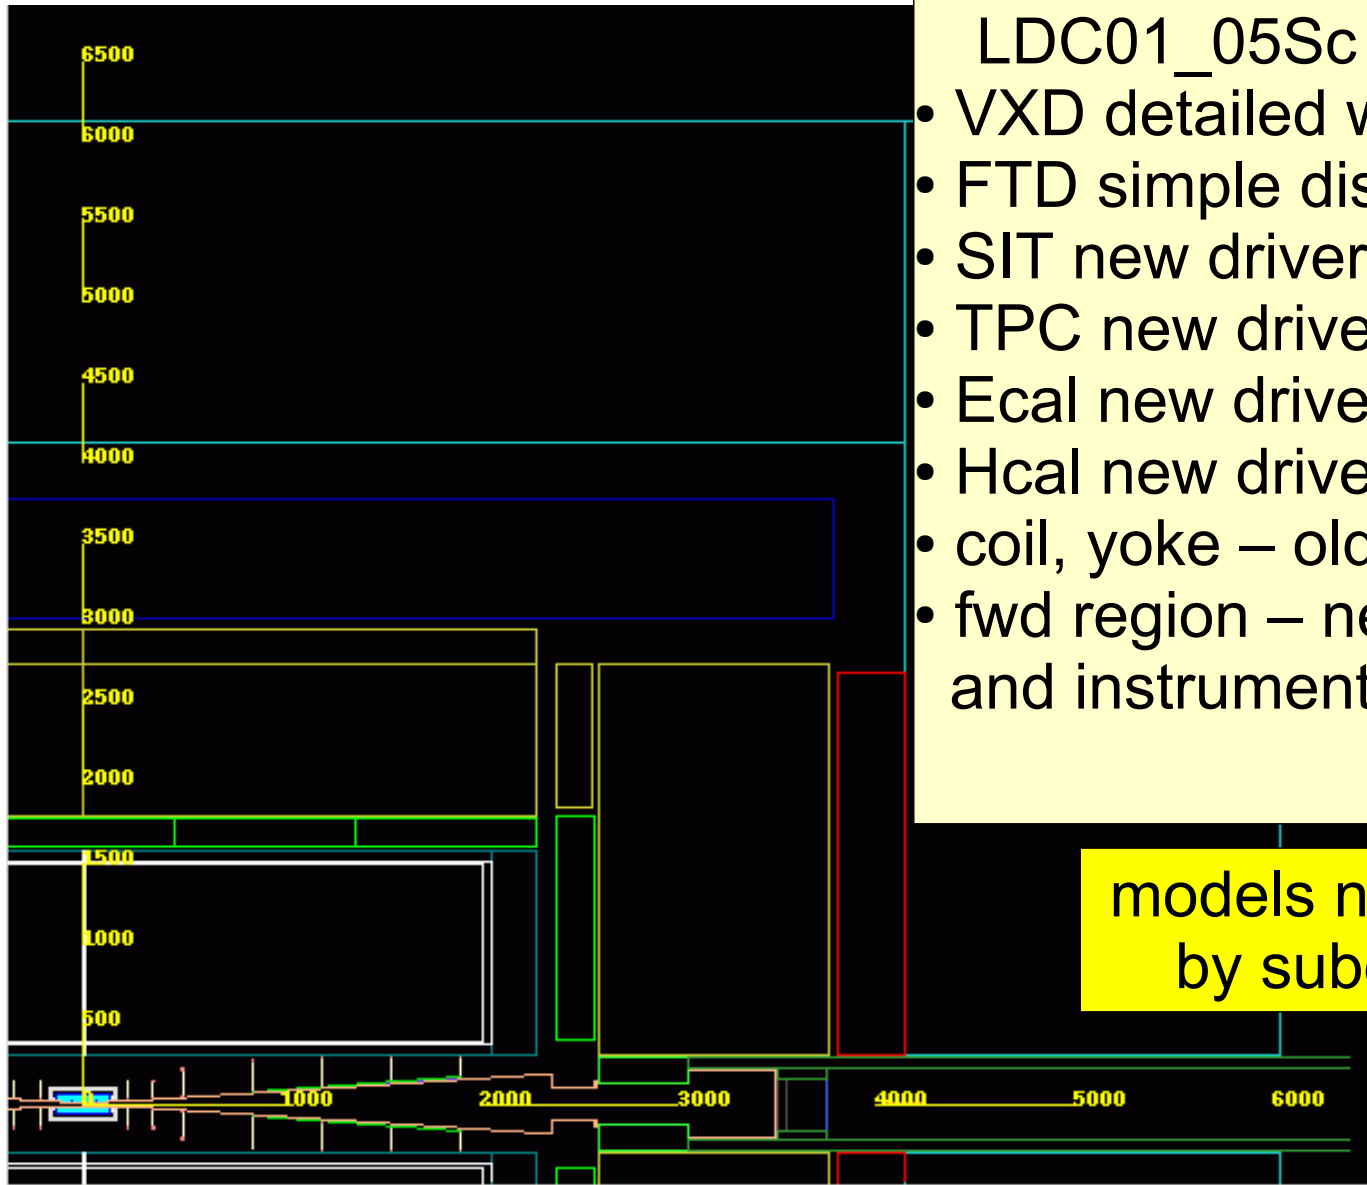 LDC01_05Sc
• VXD detailed
• FTD simple
• SIT new driver
• TPC new
• Ecal new
• Hcal new
• coil, yoke –
• fwd region –
and
models
by
6500
6000
5500
5000
4500
4000
3500
3000
2500
2000
1500
1000
500
0 1000 2000 3000 4000 5000 6000